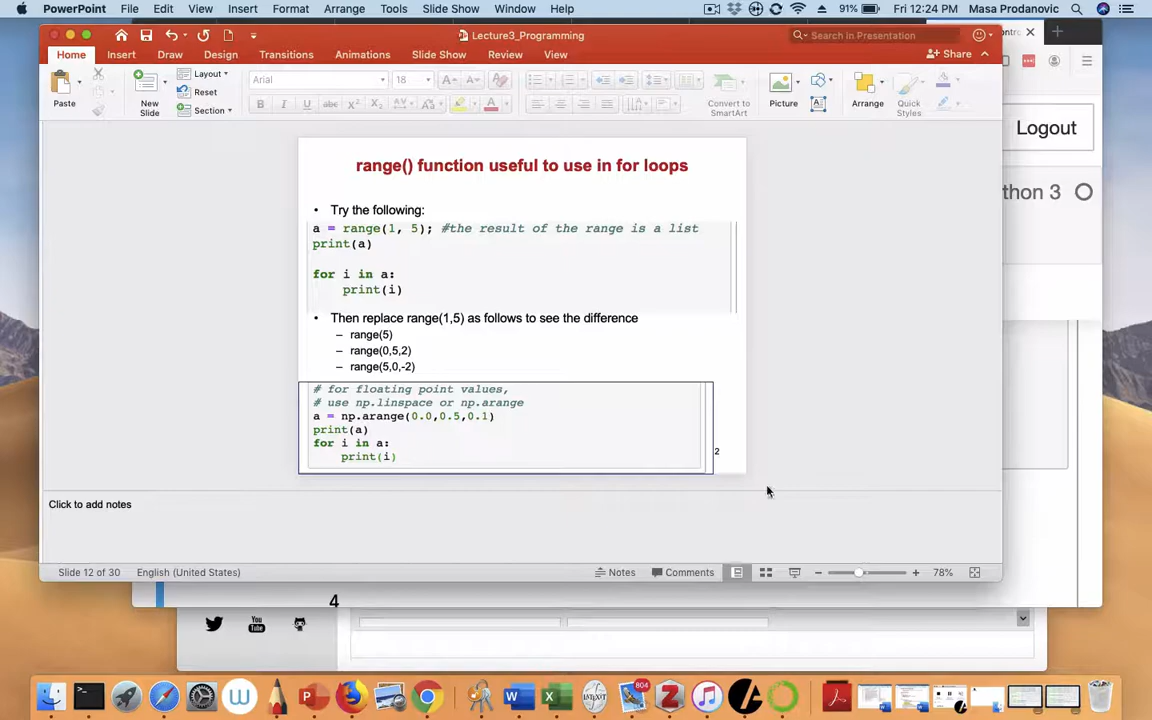 PowerPoint File Edit View Insert Format Arrange Tools Slide Show Window Help 91% Fri 12:24 PM Masa Prodanovic
Lecture3_Programming
Search in Presentation
Home Insert Draw Design Transitions Animations Slide Show Review View Share
Paste
New Slide
Layout
Reset
Section
Arial 18
Convert to SmartArt
Picture
Arrange
Quick Styles
Logout
thon 3
range() function useful to use in for loops
• Try the following:
a = range(1, 5); #the result of the range is a list
print(a)
for i in a:
print(i)
• Then replace range(1,5) as follows to see the difference
– range(5)
– range(0,5,2)
– range(5,0,-2)
# for floating point values,
# use np.linspace or np.arange
a = np.arange(0.0,0.5,0.1)
print(a)
for i in a:
print(i)
2
Click to add notes
Slide 12 of 30 English (United States) Notes Comments 78%
4
You Tube
804
LATEX